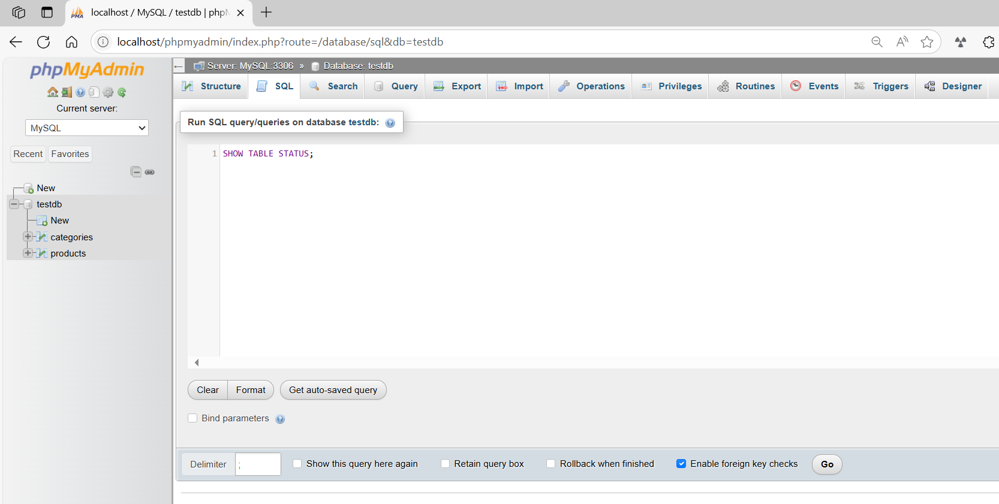 localhost / MySQL / testdb | php
localhost/phpmyadmin/index.php?route=/database/sql&db=testdb
phpMyAdmin
Current server:
MySQL
Recent Favorites
New
testdb
New
categories
products
Server: MySQL:3306 » Database: testdb
Structure SQL Search Query Export Import Operations Privileges Routines Events Triggers Designer
Run SQL query/queries on database testdb:
1 SHOW TABLE STATUS;
Clear Format Get auto-saved query
Bind parameters
Delimiter ; Show this query here again Retain query box Rollback when finished Enable foreign key checks Go